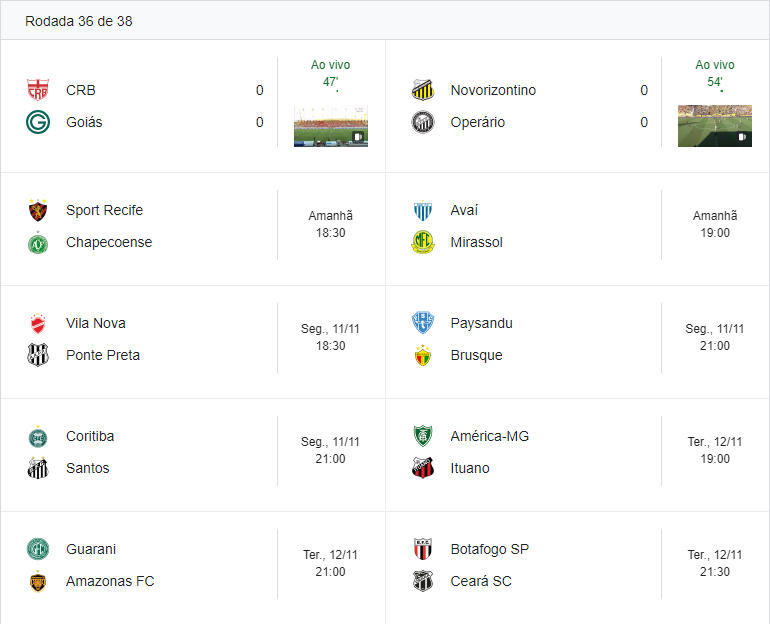 Rodada 36 de 38
CRB 0
Goiás 0
Ao vivo
47'
Novorizontino 0
Operário 0
Ao vivo
54'
Sport Recife
Chapecoense
Amanhã
18:30
Avaí
Mirassol
Amanhã
19:00
Vila Nova
Ponte Preta
Seg., 11/11
18:30
Paysandu
Brusque
Seg., 11/11
21:00
Coritiba
Santos
Seg., 11/11
21:00
América-MG
Ituano
Ter., 12/11
19:00
Guarani
Amazonas FC
Ter., 12/11
21:00
Botafogo SP
Ceará SC
Ter., 12/11
21:30